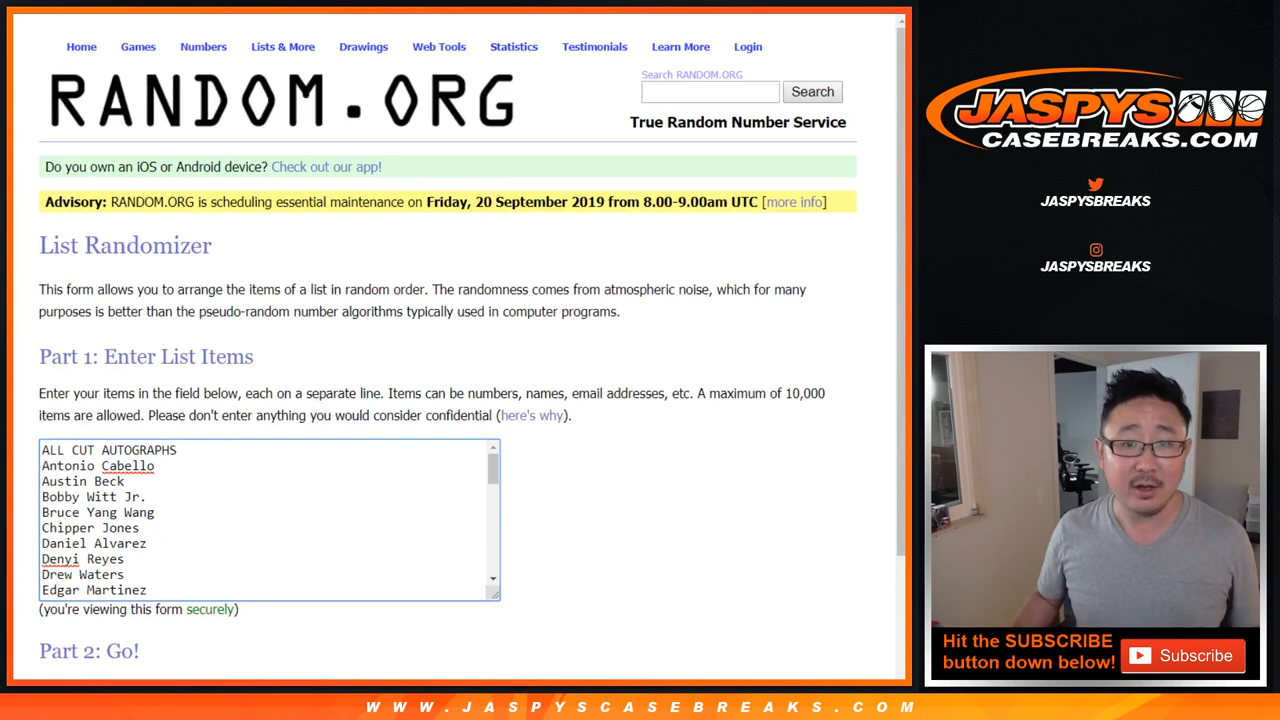 Home Games Numbers Lists & More Drawings Web Tools Statistics Testimonials Learn More Login
RANDOM.ORG
Search RANDOM.ORG
Search
True Random Number Service
Do you own an iOS or Android device? Check out our app!
Advisory: RANDOM.ORG is scheduling essential maintenance on Friday, 20 September 2019 from 8.00-9.00am UTC [more info]
List Randomizer
This form allows you to arrange the items of a list in random order. The randomness comes from atmospheric noise, which for many
purposes is better than the pseudo-random number algorithms typically used in computer programs.
Part 1: Enter List Items
Enter your items in the field below, each on a separate line. Items can be numbers, names, email addresses, etc. A maximum of 10,000
items are allowed. Please don't enter anything you would consider confidential (here's why).
ALL CUT AUTOGRAPHS
Antonio Cabello
Austin Beck
Bobby Witt Jr.
Bruce Yang Wang
Chipper Jones
Daniel Alvarez
Denyi Reyes
Drew Waters
Edgar Martinez
(you're viewing this form securely)
Part 2: Go!
JASPYS
CASEBREAKS.COM
JASPYSBREAKS
JASPYSBREAKS
Hit the SUBSCRIBE
button down below!
Subscribe
WWW.JASPYSCASEBREAKS.COM